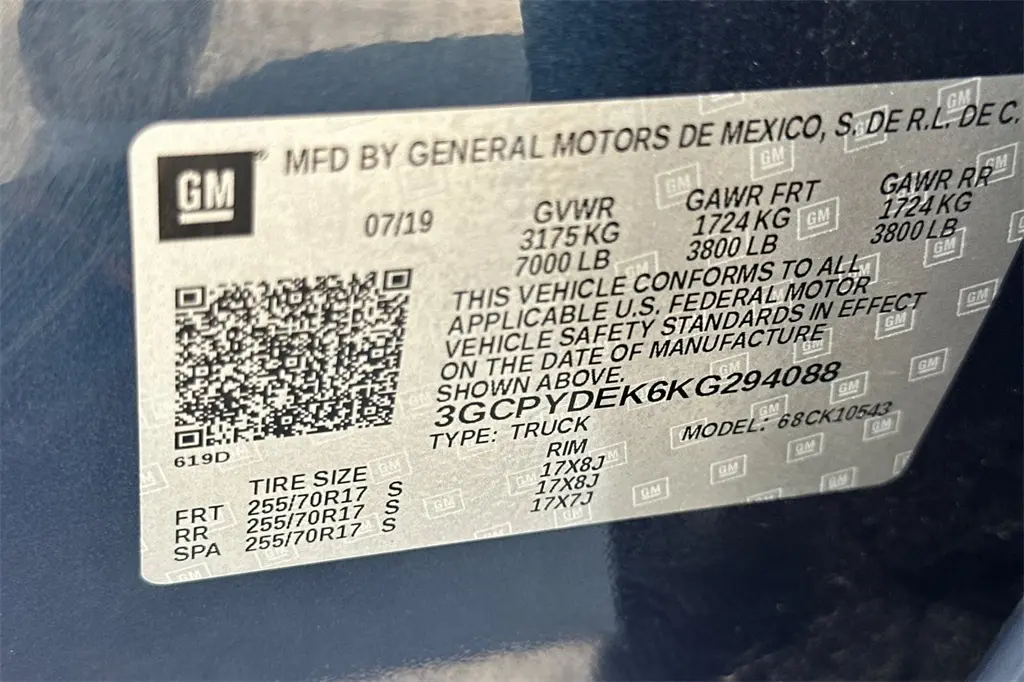 GM
MFD BY GENERAL MOTORS DE MEXICO, S. DE R.L. DE C.
07/19
GVWR
3175 KG
7000 LB
GAWR FRT
1724 KG
3800 LB
GAWR RR
1724 KG
3800 LB
THIS VEHICLE CONFORMS TO ALL
APPLICABLE U.S. FEDERAL MOTOR
VEHICLE SAFETY STANDARDS IN EFFECT
ON THE DATE OF MANUFACTURE
SHOWN ABOVE.
3GCPYDEK6KG294088
TYPE: TRUCK MODEL: 68CK10543
619D
TIRE SIZE RIM
FRT 255/70R17 S 17X8J
RR 255/70R17 S 17X8J
SPA 255/70R17 S 17X7J